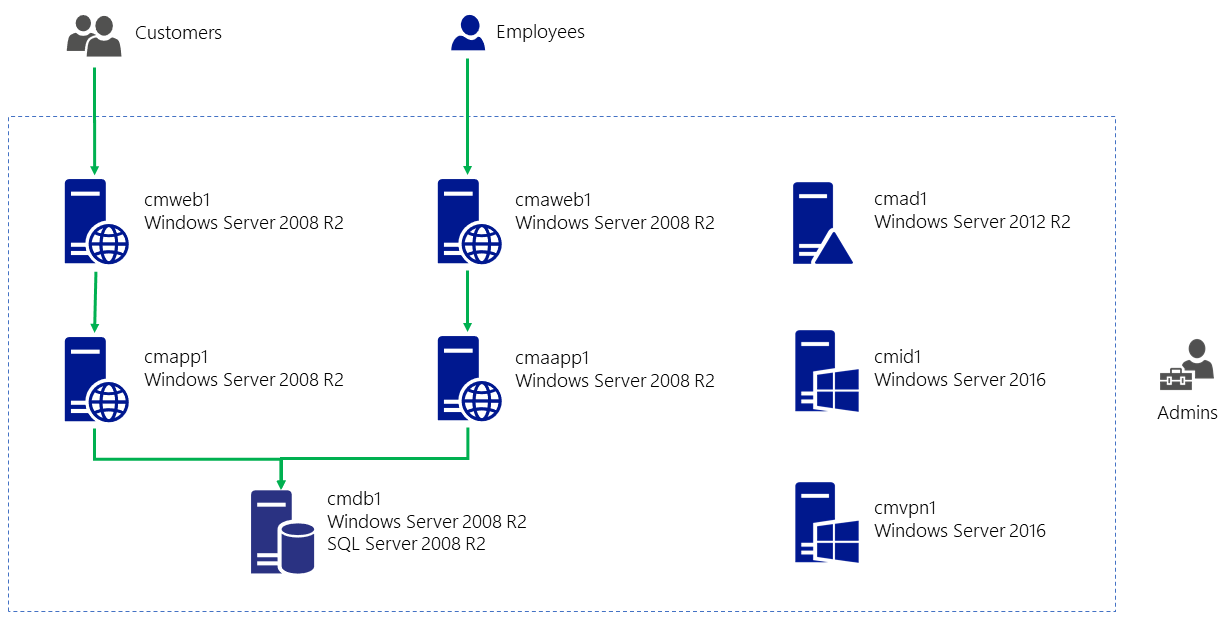 Customers
Employees
cmweb1
Windows Server 2008 R2
cmaweb1
Windows Server 2008 R2
cmad1
Windows Server 2012 R2
cmapp1
Windows Server 2008 R2
cmaapp1
Windows Server 2008 R2
cmid1
Windows Server 2016
Admins
cmdb1
Windows Server 2008 R2
SQL Server 2008 R2
cmvpn1
Windows Server 2016